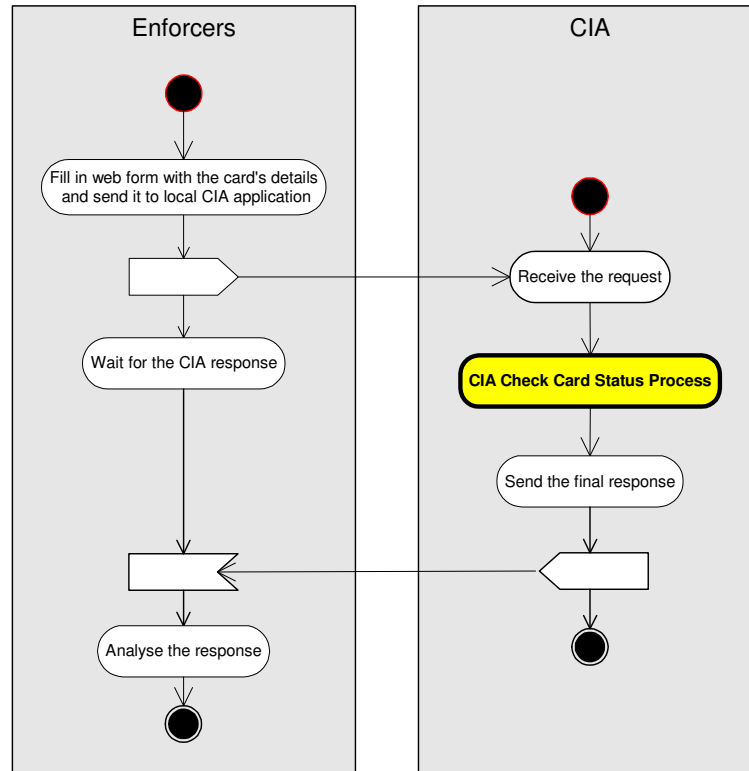 Enforcers
Fill in web form with the card's details
and send it to local CIA application
Wait for the CIA response
Analyse the response
CIA
Receive the request
CIA Check Card Status Process
Send the final response